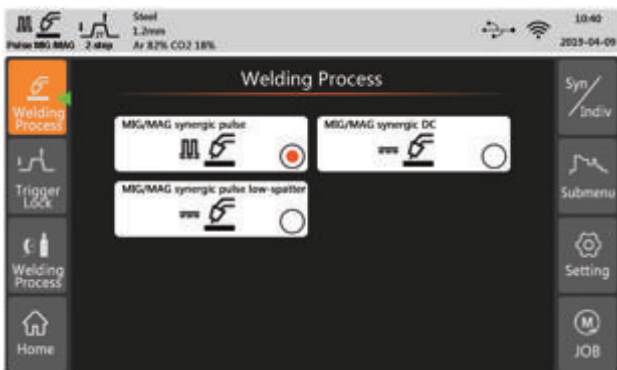 Steel
10:40
1.2mm
Pulse MIG/MAG 2 step Ar 82% CO2 18%
2019-04-09
Welding Process
Welding
Process
Syn/
Indiv
MIG/MAG synergic pulse
MIG/MAG synergic DC
Trigger
Lock
Submenu
MIG/MAG synergic pulse low-spatter
Welding
Process
Setting
Home
M
JOB